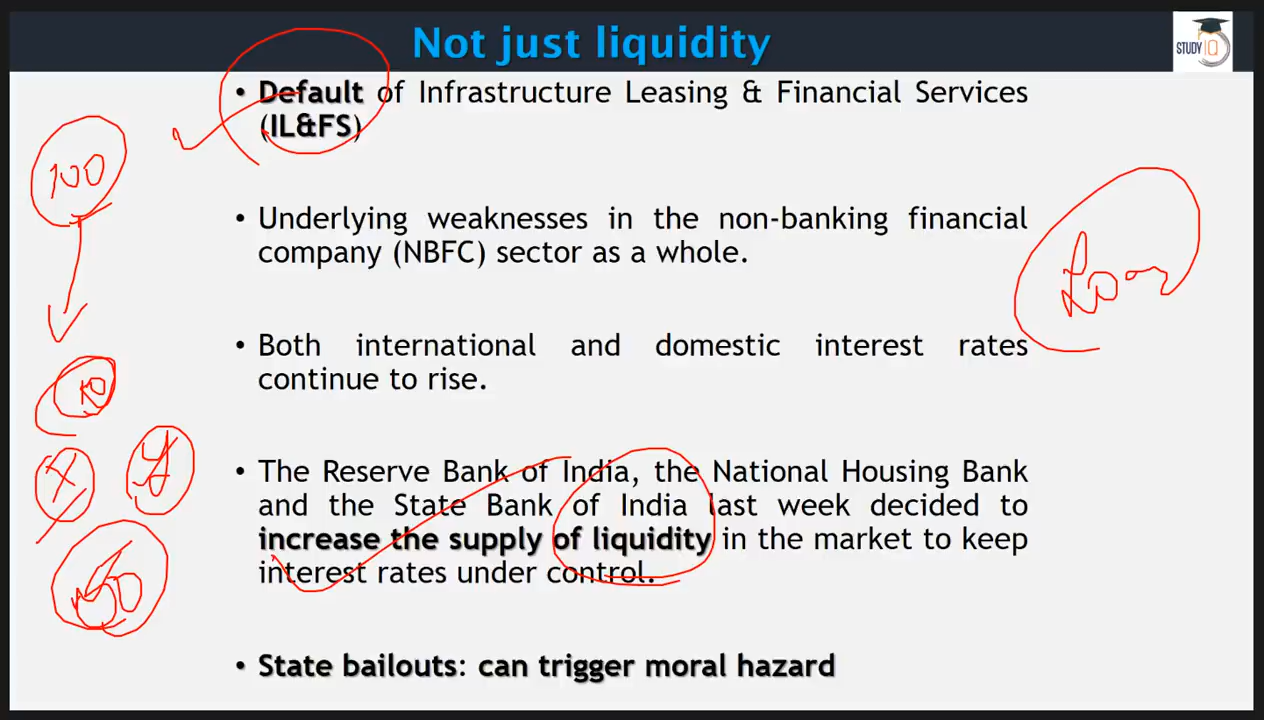 Not just liquidity
STUDY IQ
• Default of Infrastructure Leasing & Financial Services
(IL&FS)
100
• Underlying weaknesses in the non-banking financial
company (NBFC) sector as a whole.
Loan
• Both international and domestic interest rates
continue to rise.
10
X y
• The Reserve Bank of India, the National Housing Bank
and the State Bank of India last week decided to
increase the supply of liquidity in the market to keep
interest rates under control.
• State bailouts: can trigger moral hazard